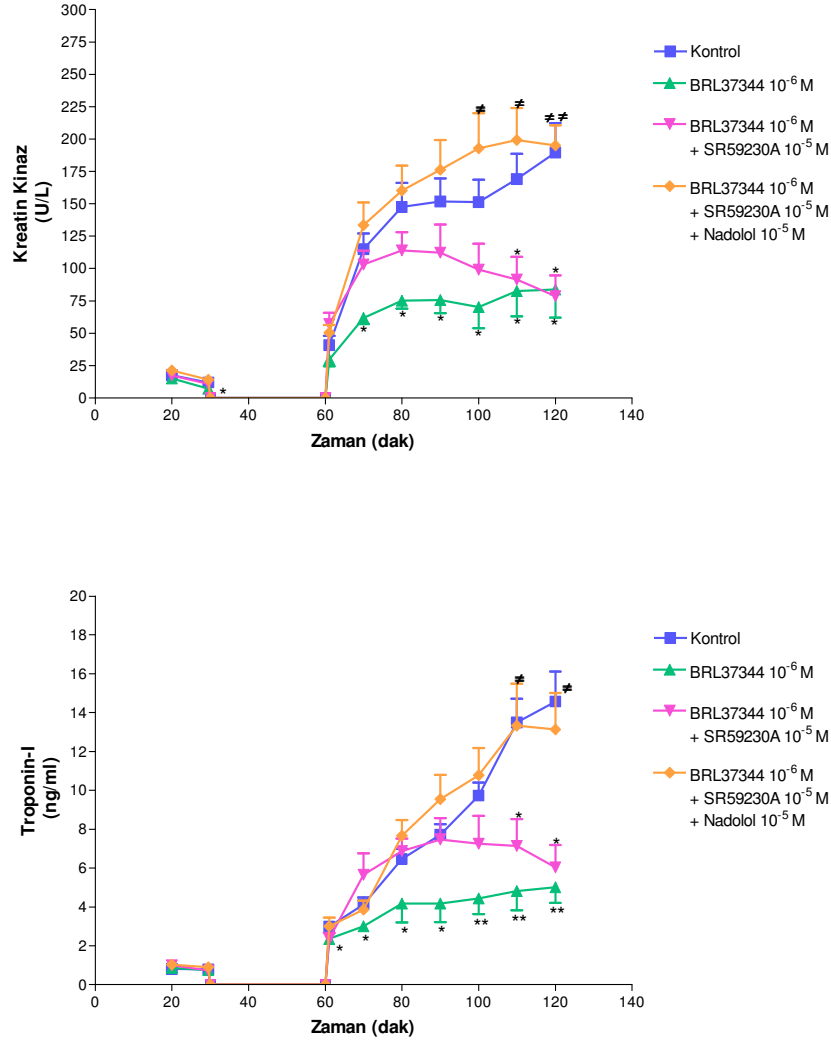 300
275
250
225
200
175
150
125
100
75
50
25
0
Kreatin Kinaz
(U/L)
≠
≠
≠ ≠
*
*
*
*
*
*
*
*
*
0 20 40 60 80 100 120 140
Zaman (dak)
Kontrol
BRL37344 10⁻⁶ M
BRL37344 10⁻⁶ M
+ SR59230A 10⁻⁵ M
BRL37344 10⁻⁶ M
+ SR59230A 10⁻⁵ M
+ Nadolol 10⁻⁵ M
20
18
16
14
12
10
8
6
4
2
0
Troponin-I
(ng/ml)
≠
≠
*
*
*
*
*
*
**
**
**
0 20 40 60 80 100 120 140
Zaman (dak)
Kontrol
BRL37344 10⁻⁶ M
BRL37344 10⁻⁶ M
+ SR59230A 10⁻⁵ M
BRL37344 10⁻⁶ M
+ SR59230A 10⁻⁵ M
+ Nadolol 10⁻⁵ M